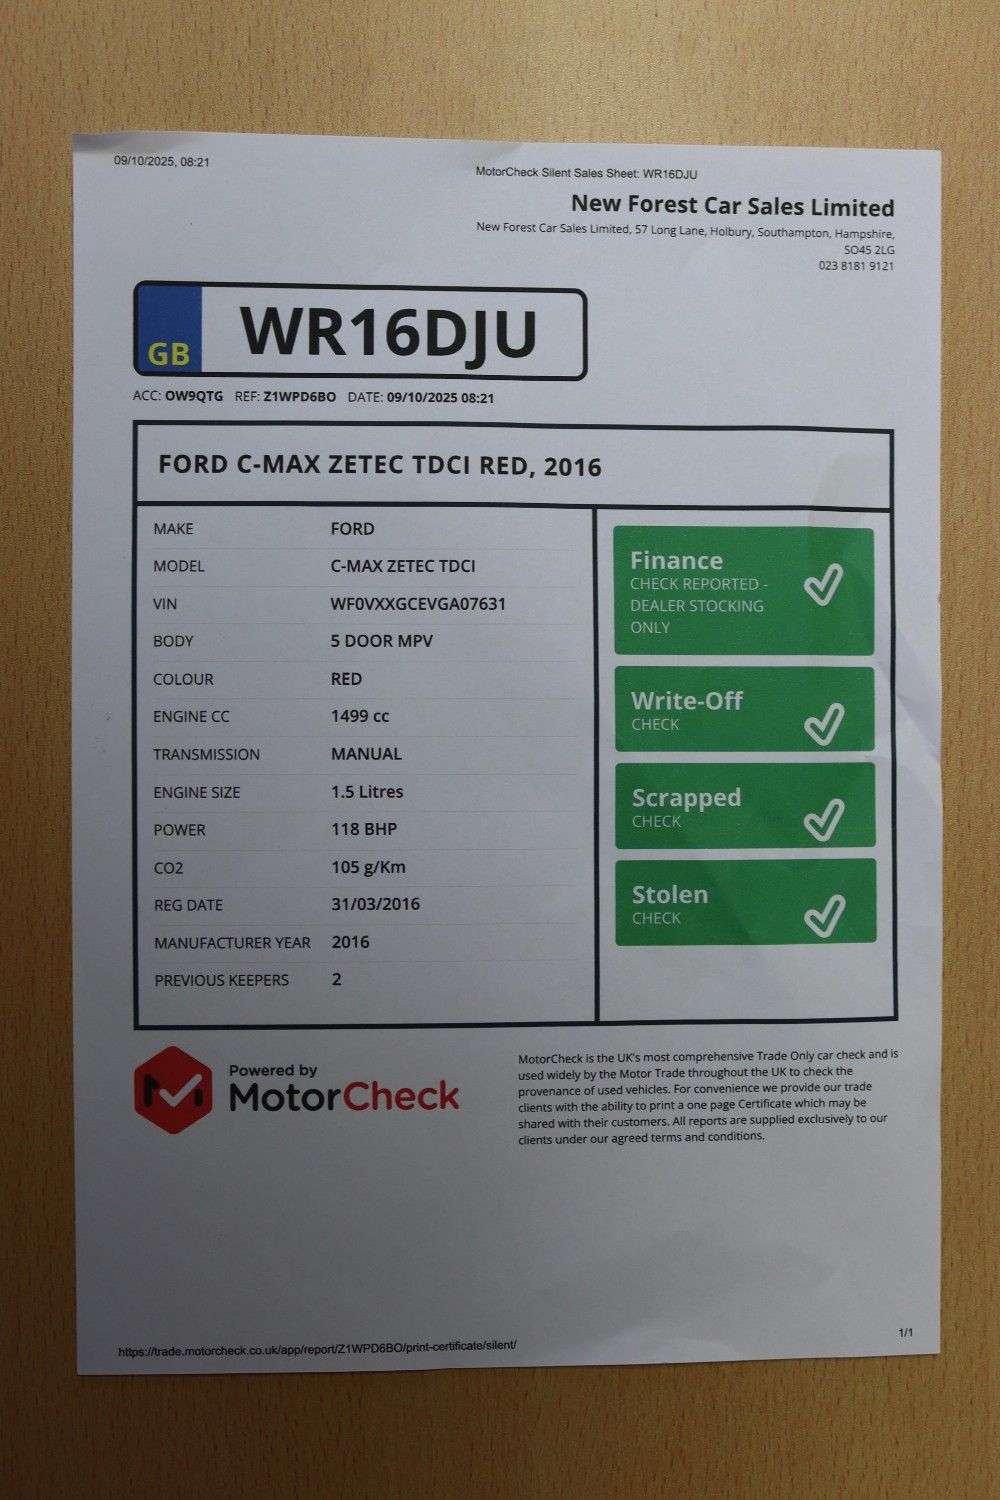 09/10/2025, 08:21
MotorCheck Silent Sales Sheet: WR16DJU
New Forest Car Sales Limited
New Forest Car Sales Limited, 57 Long Lane, Holbury, Southampton, Hampshire,
SO45 2LG
023 8181 9121
GB
WR16DJU
ACC: OW9QTG REF: Z1WPD6BO DATE: 09/10/2025 08:21
FORD C-MAX ZETEC TDCI RED, 2016
MAKE FORD
MODEL C-MAX ZETEC TDCI
VIN WF0VXXGCEVGA07631
BODY 5 DOOR MPV
COLOUR RED
ENGINE CC 1499 cc
TRANSMISSION MANUAL
ENGINE SIZE 1.5 Litres
POWER 118 BHP
CO2 105 g/Km
REG DATE 31/03/2016
MANUFACTURER YEAR 2016
PREVIOUS KEEPERS 2
Finance
CHECK REPORTED -
DEALER STOCKING
ONLY
Write-Off
CHECK
Scrapped
CHECK
Stolen
CHECK
Powered by
MotorCheck
MotorCheck is the UK's most comprehensive Trade Only car check and is
used widely by the Motor Trade throughout the UK to check the
provenance of used vehicles. For convenience we provide our trade
clients with the ability to print a one page Certificate which may be
shared with their customers. All reports are supplied exclusively to our
clients under our agreed terms and conditions.
https://trade.motorcheck.co.uk/app/report/Z1WPD6BO/print-certificate/silent/
1/1